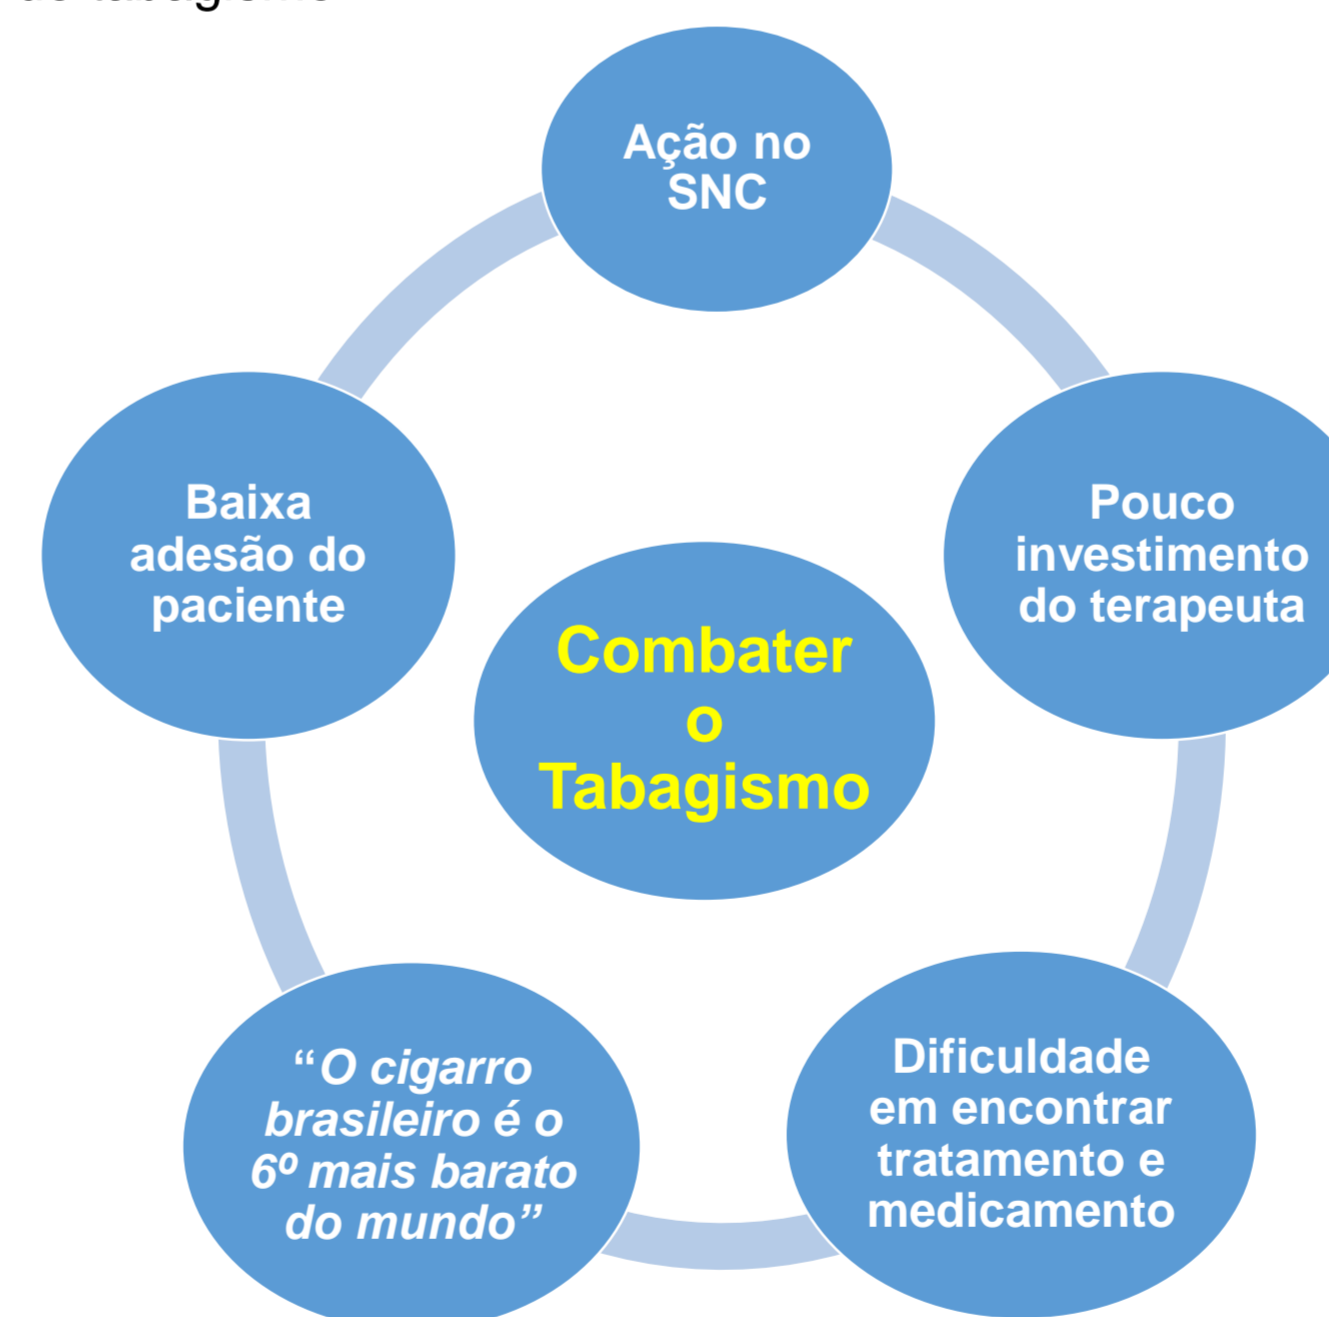 Ação no
SNC
Pouco
investimento
do terapeuta
Dificuldade
em encontrar
tratamento e
medicamento
“O cigarro
brasileiro é o
6º mais barato
do mundo”
Baixa
adesão do
paciente
Combater
o
Tabagismo